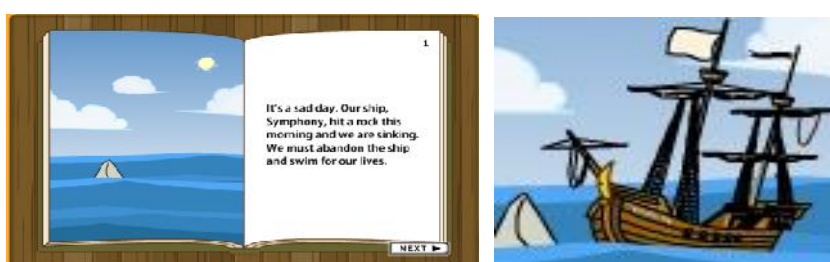 1
It's a sad day. Our ship,
Symphony, hit a rock this
morning and we are sinking.
We must abandon the ship
and swim for our lives.
NEXT